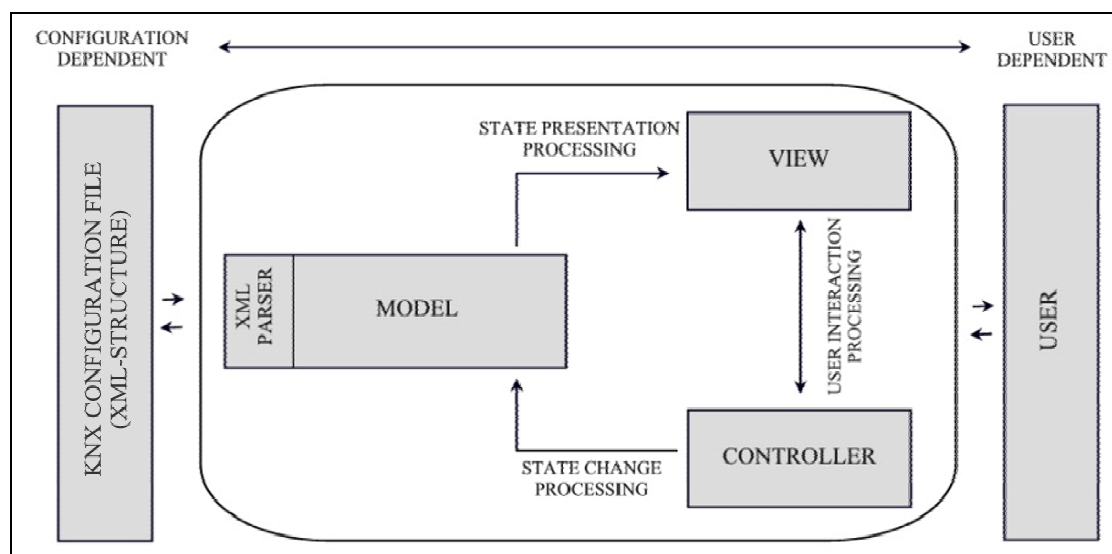 CONFIGURATION
DEPENDENT
USER
DEPENDENT
KNX CONFIGURATION FILE
(XML-STRUCTURE)
STATE PRESENTATION
PROCESSING
VIEW
XML
PARSER
MODEL
USER INTERACTION
PROCESSING
STATE CHANGE
PROCESSING
CONTROLLER
USER